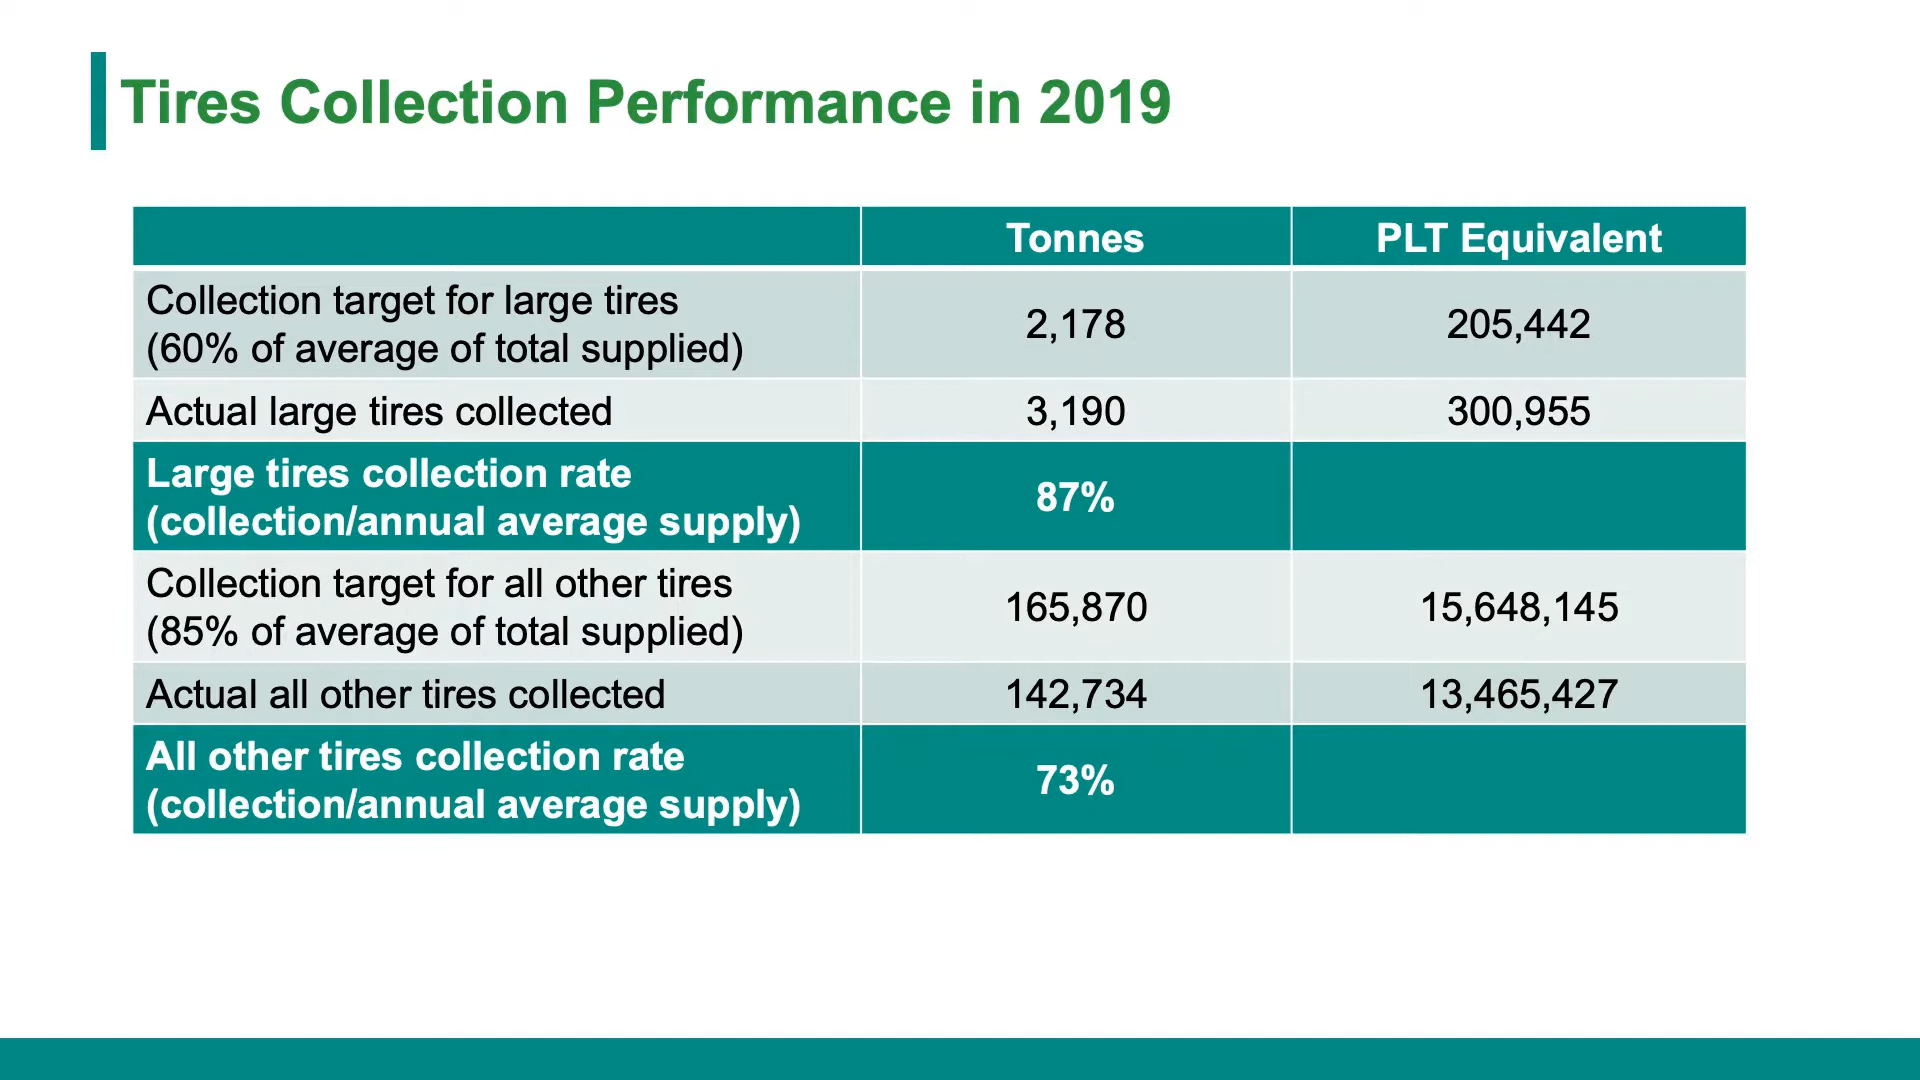 Tires Collection Performance in 2019
Tonnes PLT Equivalent
Collection target for large tires
(60% of average of total supplied)
2,178 205,442
Actual large tires collected 3,190 300,955
Large tires collection rate
(collection/annual average supply)
87%
Collection target for all other tires
(85% of average of total supplied)
165,870 15,648,145
Actual all other tires collected 142,734 13,465,427
All other tires collection rate
(collection/annual average supply)
73%